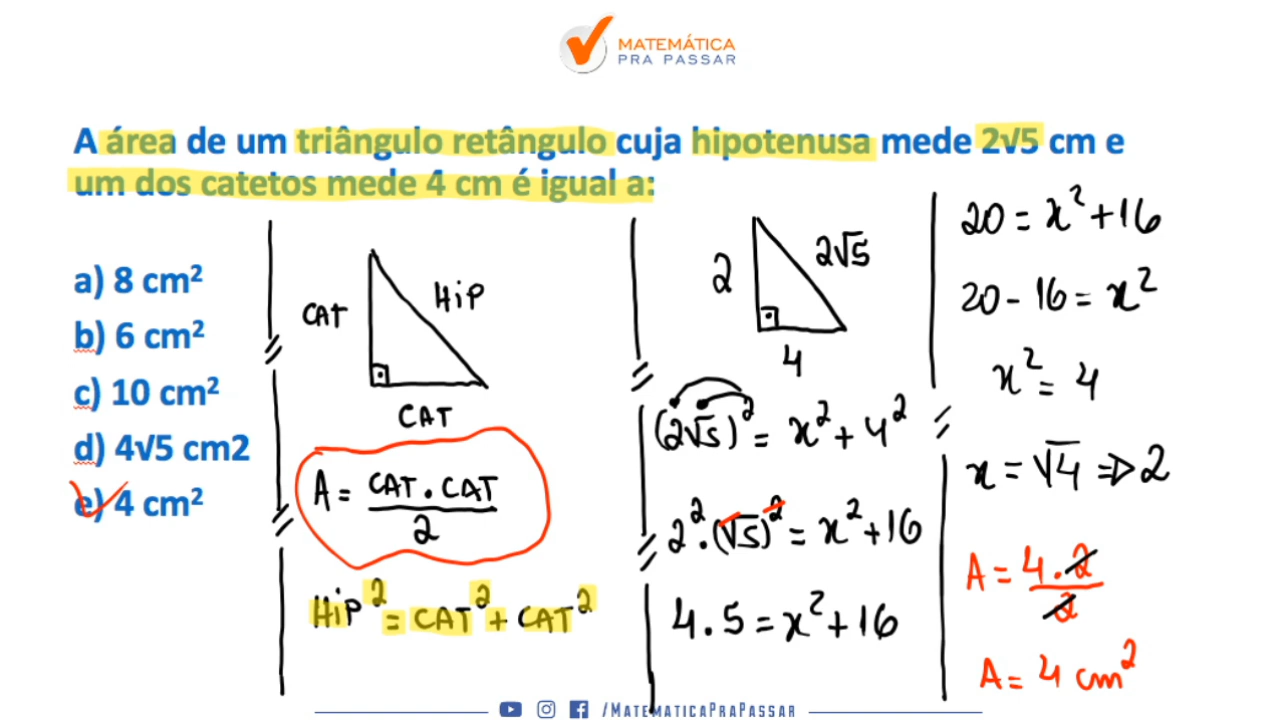 MATEMÁTICA
PRA PASSAR
A área de um triângulo retângulo cuja hipotenusa mede 2√5 cm e
um dos catetos mede 4 cm é igual a:
a) 8 cm²
b) 6 cm²
c) 10 cm²
d) 4√5 cm2
e) 4 cm²
CAT
HiP
CAT
A = CAT . CAT
2
HiP² = CAT² + CAT²
2
2√5
4
(2√5)² = x² + 4²
2² . (√5)² = x² + 16
4 . 5 = x² + 16
20 = x² + 16
20 - 16 = x²
x² = 4
x = √4 => 2
A = 4 . 2
2
A = 4 cm²
/MatematicaPraPassar